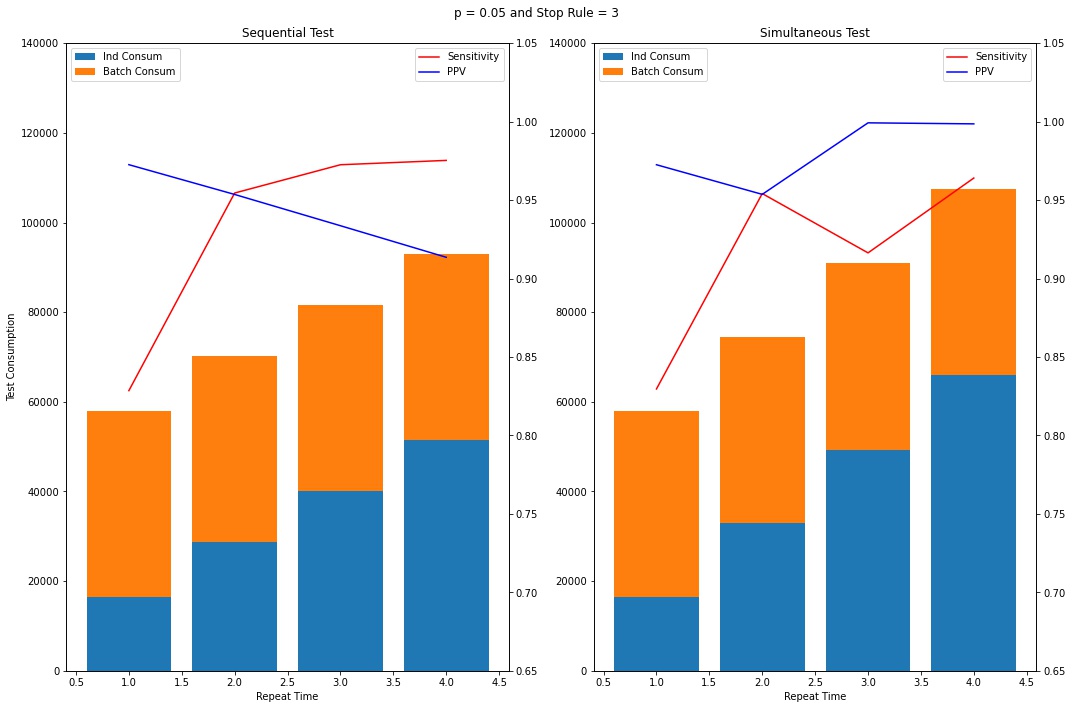 p = 0.05 and Stop Rule = 3
Sequential Test
Ind Consum
Batch Consum
Sensitivity
PPV
140000
120000
100000
80000
60000
40000
20000
0
Test Consumption
1.05
1.00
0.95
0.90
0.85
0.80
0.75
0.70
0.65
0.5 1.0 1.5 2.0 2.5 3.0 3.5 4.0 4.5
Repeat Time
Simultaneous Test
Ind Consum
Batch Consum
Sensitivity
PPV
140000
120000
100000
80000
60000
40000
20000
0
1.05
1.00
0.95
0.90
0.85
0.80
0.75
0.70
0.65
0.5 1.0 1.5 2.0 2.5 3.0 3.5 4.0 4.5
Repeat Time